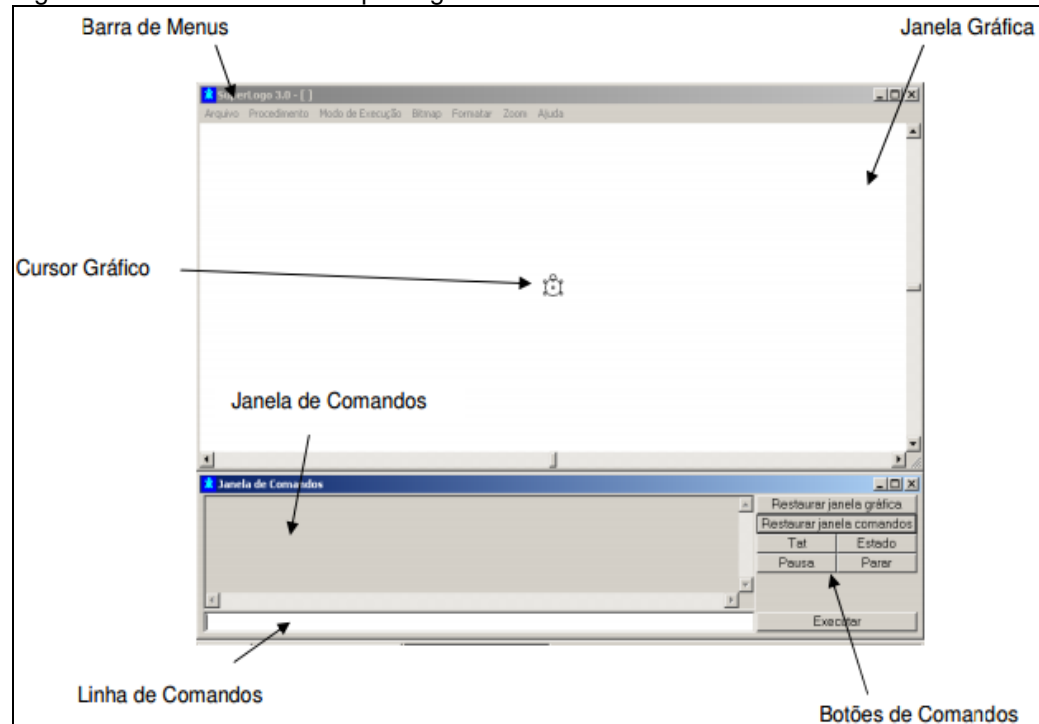 Barra de Menus
Janela Gráfica
SuperLogo 3.0 - [ ]
Arquivo Procedimento Modo de Execução Bitmap Formatar Zoom Ajuda
Cursor Gráfico
Janela de Comandos
Janela de Comandos
Restaurar janela gráfica
Restaurar janela comandos
Tat Estado
Pausa Parar
Executar
Linha de Comandos
Botões de Comandos